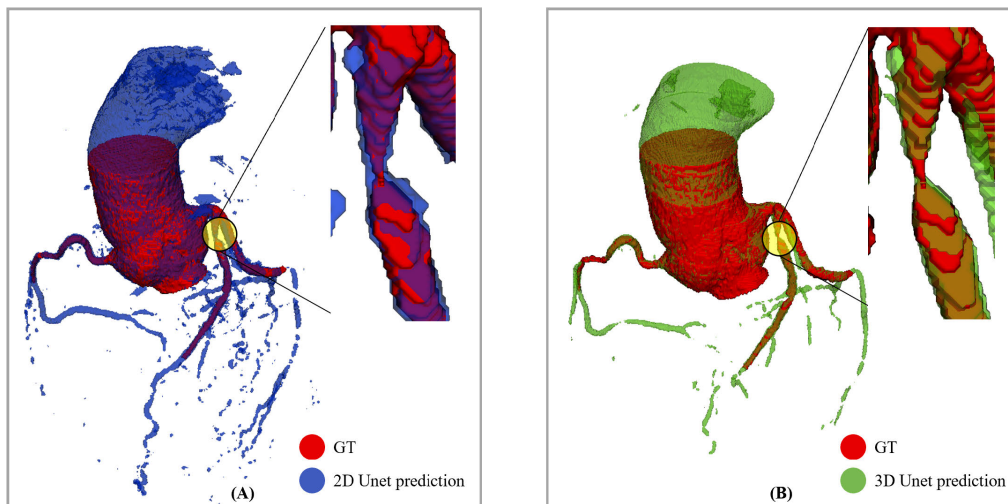 GT
2D Unet prediction
(A)
GT
3D Unet prediction
(B)